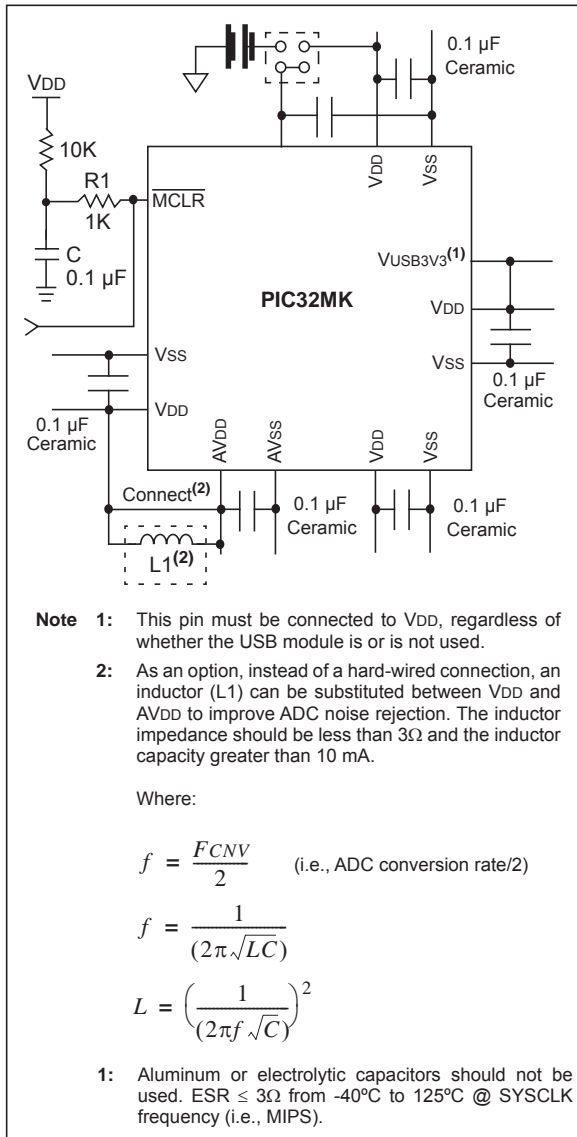 0.1 µF
Ceramic
VDD
10K
R1
1K
MCLR
C
0.1 µF
VDD
VSS
VUSB3V3(1)
PIC32MK
VDD
VSS
VSS
VDD
0.1 µF
Ceramic
0.1 µF
Ceramic
AVDD
AVSS
VDD
VSS
Connect(2)
L1(2)
0.1 µF
Ceramic
0.1 µF
Ceramic
Note 1: This pin must be connected to VDD, regardless of
whether the USB module is or is not used.
2: As an option, instead of a hard-wired connection, an
inductor (L1) can be substituted between VDD and
AVDD to improve ADC noise rejection. The inductor
impedance should be less than 3Ω and the inductor
capacity greater than 10 mA.
Where:
f = FCNV / 2 (i.e., ADC conversion rate/2)
f = 1 / (2π√LC)
L = (1 / (2πf√C))²
1: Aluminum or electrolytic capacitors should not be
used. ESR ≤ 3Ω from -40ºC to 125ºC @ SYSCLK
frequency (i.e., MIPS).